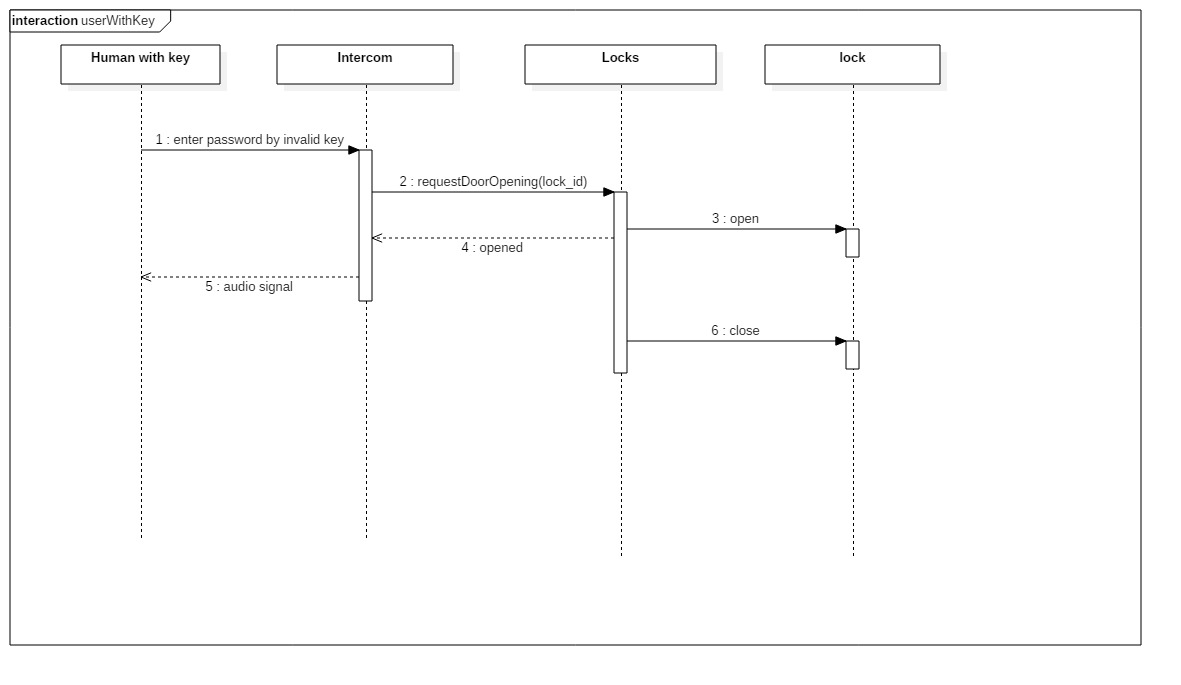 interaction userWithKey
Human with key
Intercom
Locks
lock
1 : enter password by invalid key
2 : requestDoorOpening(lock_id)
3 : open
4 : opened
5 : audio signal
6 : close